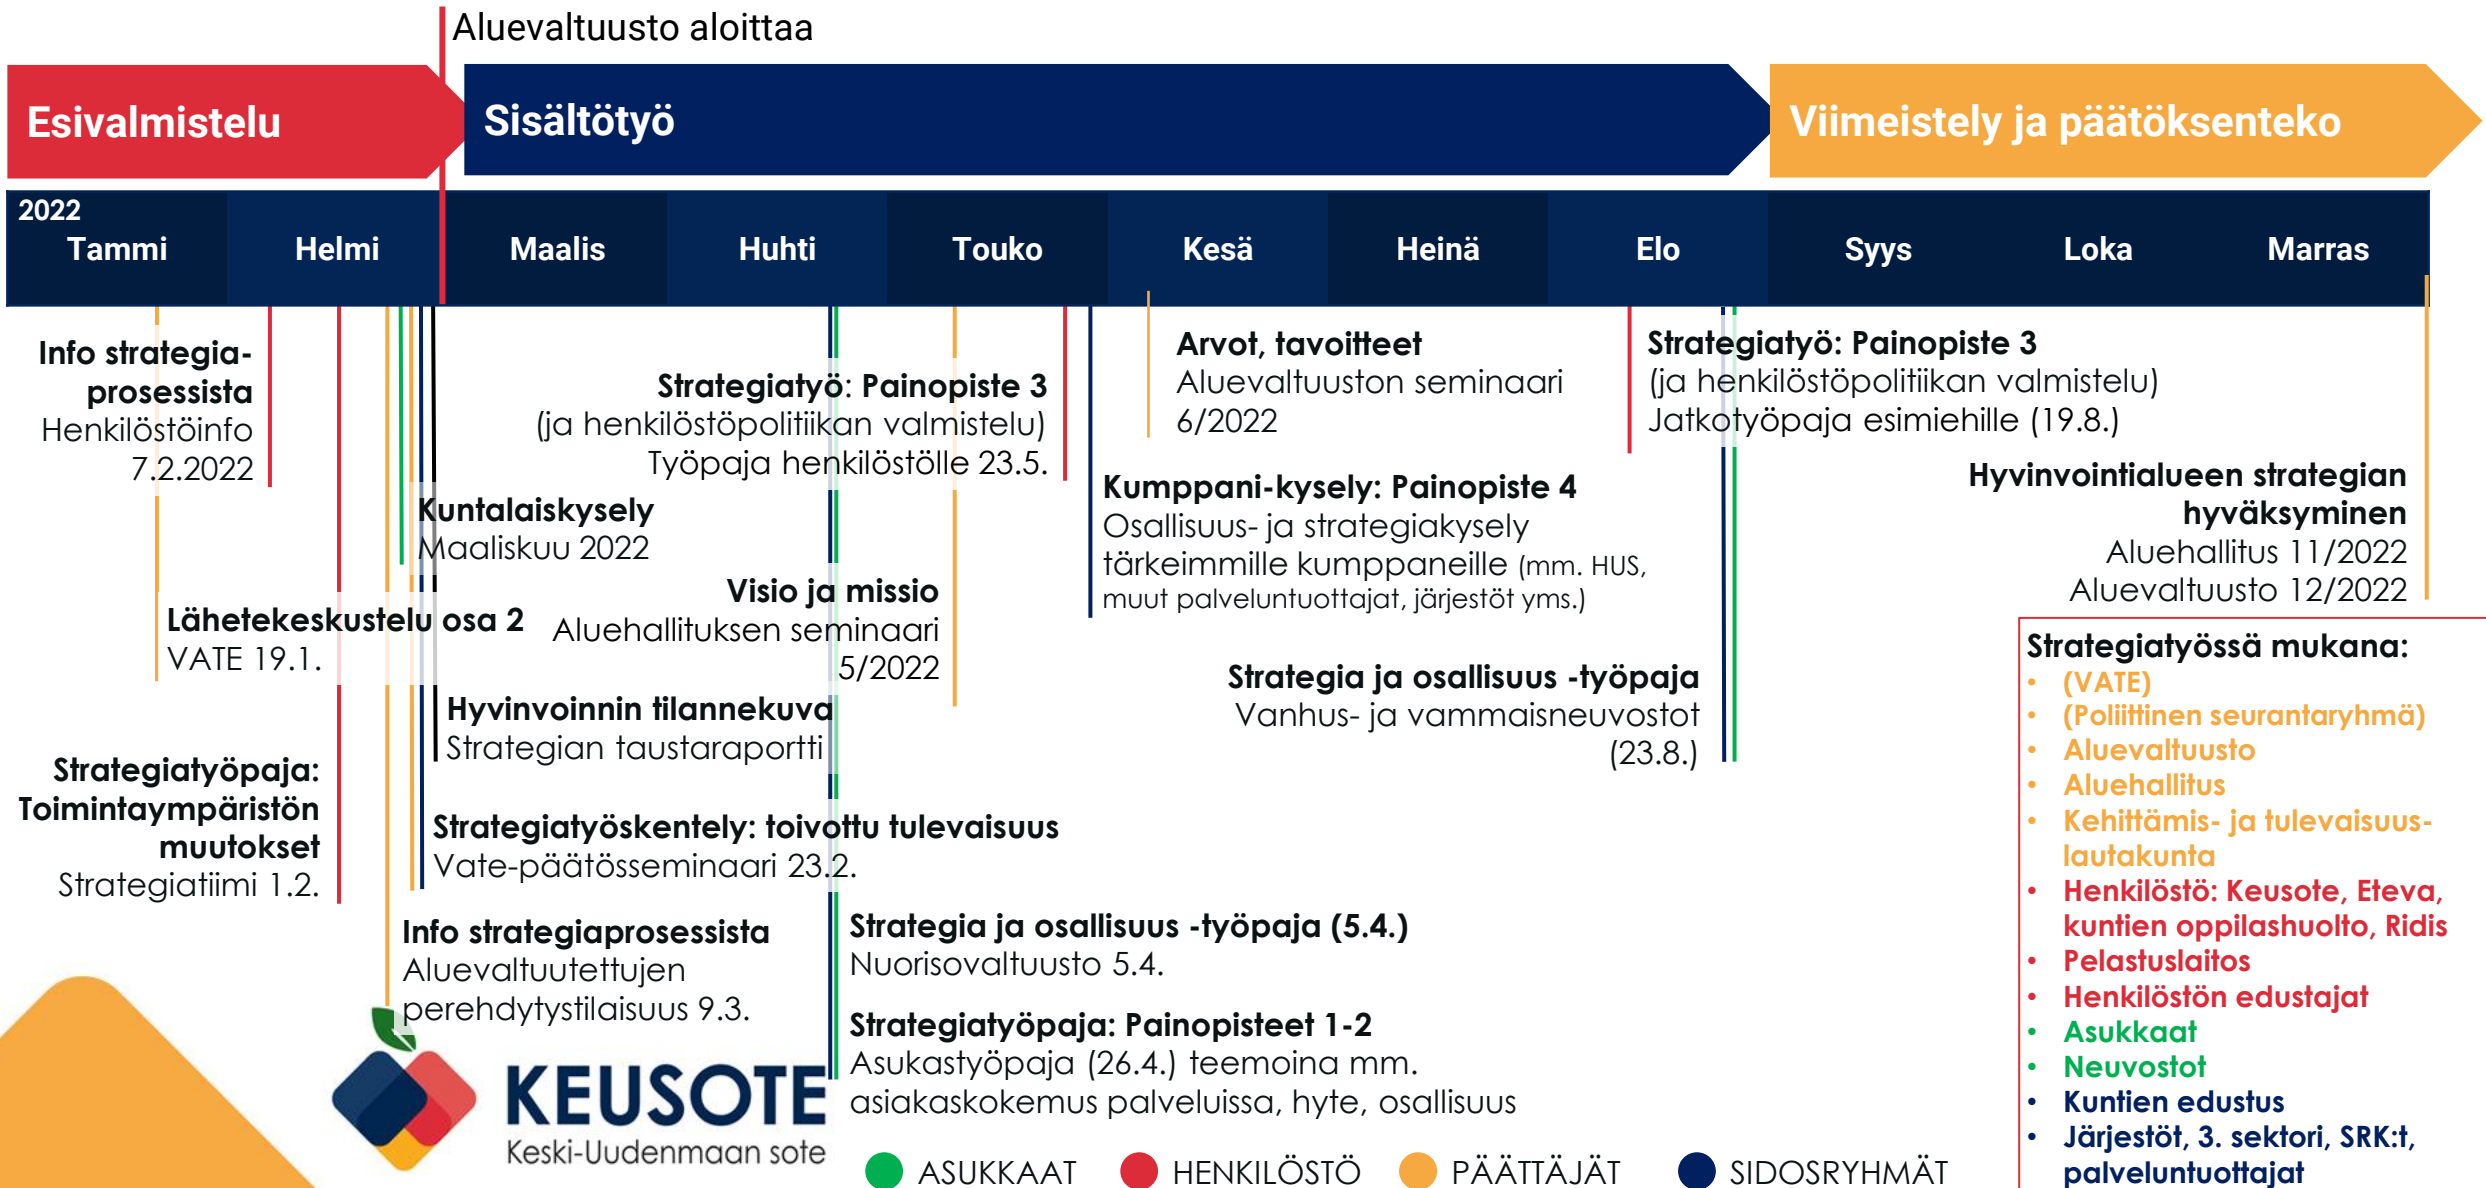 Aluevaltuusto aloittaa
Esivalmistelu
Sisältötyö
Viimeistely ja päätöksenteko
2022
Tammi
Helmi
Maalis
Huhti
Touko
Kesä
Heinä
Elo
Syys
Loka
Marras
Info strategia-
prosessista
Henkilöstöinfo
7.2.2022
Lähetekeskustelu osa 2
VATE 19.1.
Strategiatyöpaja:
Toimintaympäristön
muutokset
Strategiatiimi 1.2.
Kuntalaiskysely
Maaliskuu 2022
Hyvinvoinnin tilannekuva
Strategian taustaraportti
Strategiatyöskentely: toivottu tulevaisuus
Vate-päätösseminaari 23.2.
Info strategiaprosessista
Aluevaltuutettujen
perehdytystilaisuus 9.3.
Strategiatyö: Painopiste 3
(ja henkilöstöpolitiikan valmistelu)
Työpaja henkilöstölle 23.5.
Visio ja missio
Aluehallituksen seminaari
5/2022
Strategia ja osallisuus -työpaja (5.4.)
Nuorisovaltuusto 5.4.
Strategiatyöpaja: Painopisteet 1-2
Asukastyöpaja (26.4.) teemoina mm.
asiakaskokemus palveluissa, hyte, osallisuus
Arvot, tavoitteet
Aluevaltuuston seminaari
6/2022
Kumppani-kysely: Painopiste 4
Osallisuus- ja strategiakysely
tärkeimmille kumppaneille (mm. HUS,
muut palveluntuottajat, järjestöt yms.)
Strategiatyö: Painopiste 3
(ja henkilöstöpolitiikan valmistelu)
Jatkotyöpaja esimiehille (19.8.)
Strategia ja osallisuus -työpaja
Vanhus- ja vammaisneuvostot
(23.8.)
Hyvinvointialueen strategian
hyväksyminen
Aluehallitus 11/2022
Aluevaltuusto 12/2022
Strategiatyössä mukana:
• (VATE)
• (Poliittinen seurantaryhmä)
• Aluevaltuusto
• Aluehallitus
• Kehittämis- ja tulevaisuus-
lautakunta
• Henkilöstö: Keusote, Eteva,
kuntien oppilashuolto, Ridis
• Pelastuslaitos
• Henkilöstön edustajat
• Asukkaat
• Neuvostot
• Kuntien edustus
• Järjestöt, 3. sektori, SRK:t,
palveluntuottajat
KEUSOTE
Keski-Uudenmaan sote
ASUKKAAT
HENKILÖSTÖ
PÄÄTTÄJÄT
SIDOSRYHMÄT